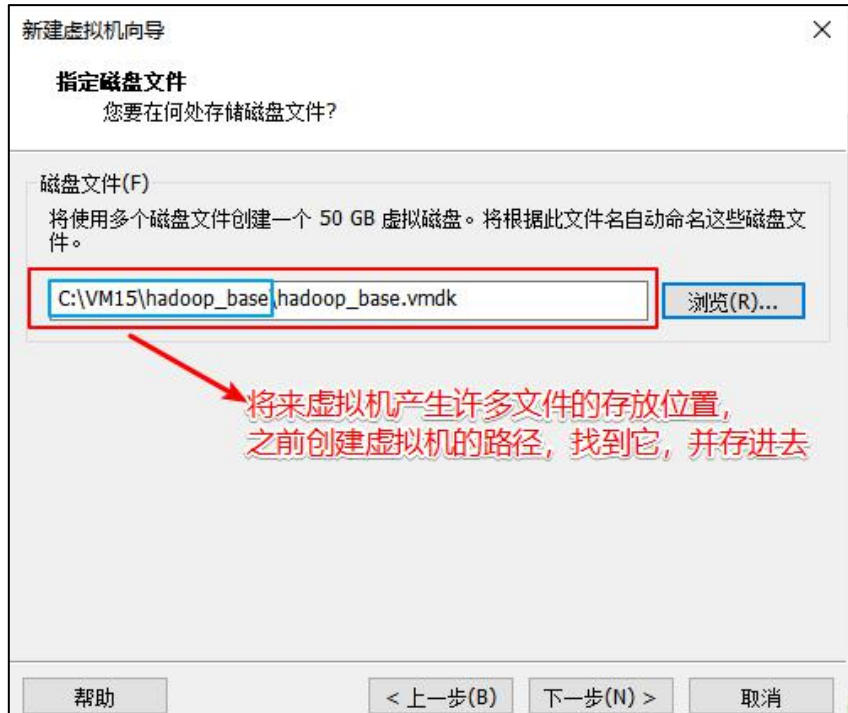 新建虚拟机向导
指定磁盘文件
您要在何处存储磁盘文件?
磁盘文件(F)
将使用多个磁盘文件创建一个 50 GB 虚拟磁盘。将根据此文件名自动命名这些磁盘文
件。
C:\VM15\hadoop_base\hadoop_base.vmdk
浏览(R)...
将来虚拟机产生许多文件的存放位置，
之前创建虚拟机的路径，找到它，并存进去
帮助
< 上一步(B)
下一步(N) >
取消